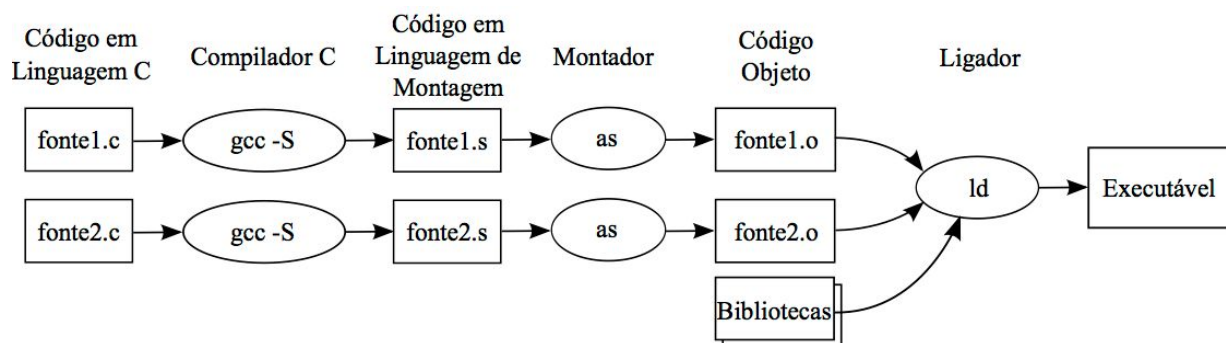 Código em
Linguagem C
Compilador C
Código em
Linguagem de
Montagem
Montador
Código
Objeto
Ligador
fonte1.c
gcc -S
fonte1.s
as
fonte1.o
ld
Executável
fonte2.c
gcc -S
fonte2.s
as
fonte2.o
Bibliotecas